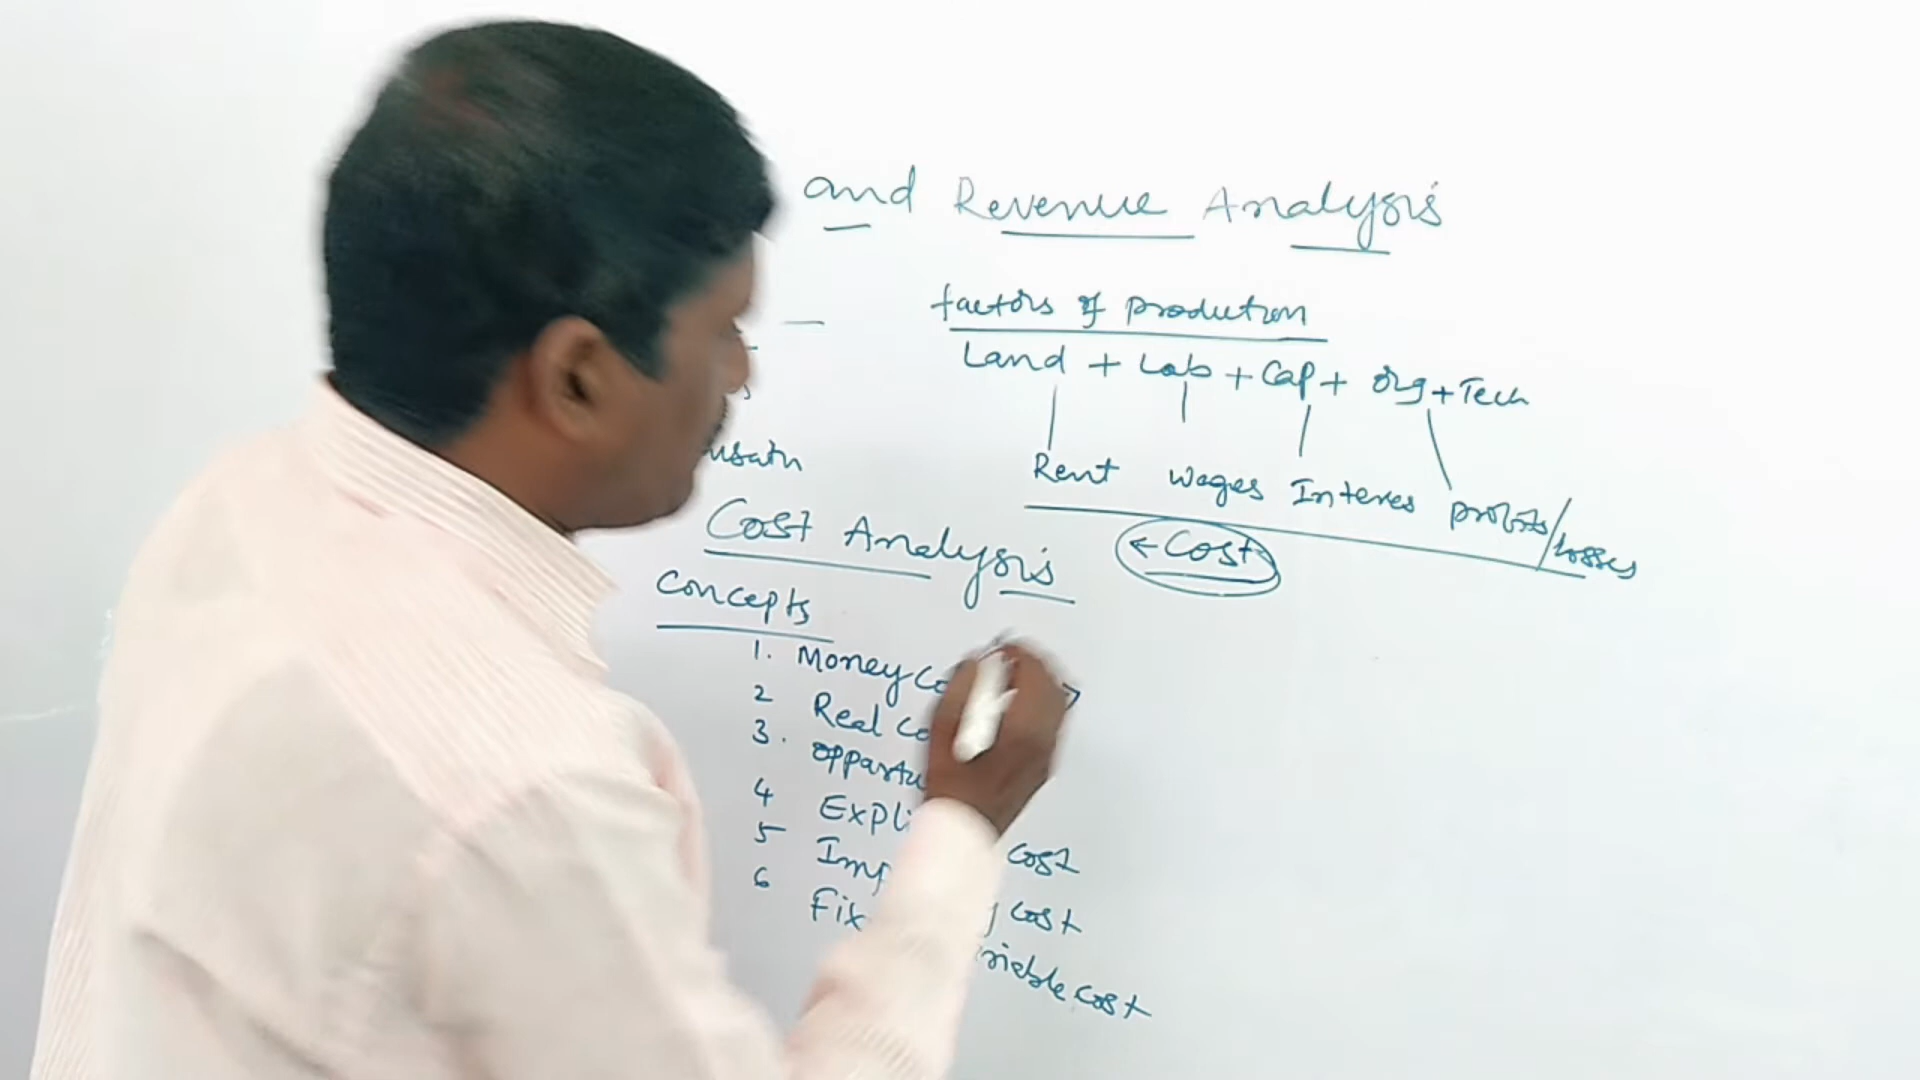 and Revenue Analysis
factors of production
Land + Lab + Cap + Org + Tech
Rent wages Interes profits/losses
← Cost
Cost Analysis
Concepts
1. Money Co
2 Real Co
3. oppartu
4 Expli cost
5 Imp cost
6 Fix riable cost